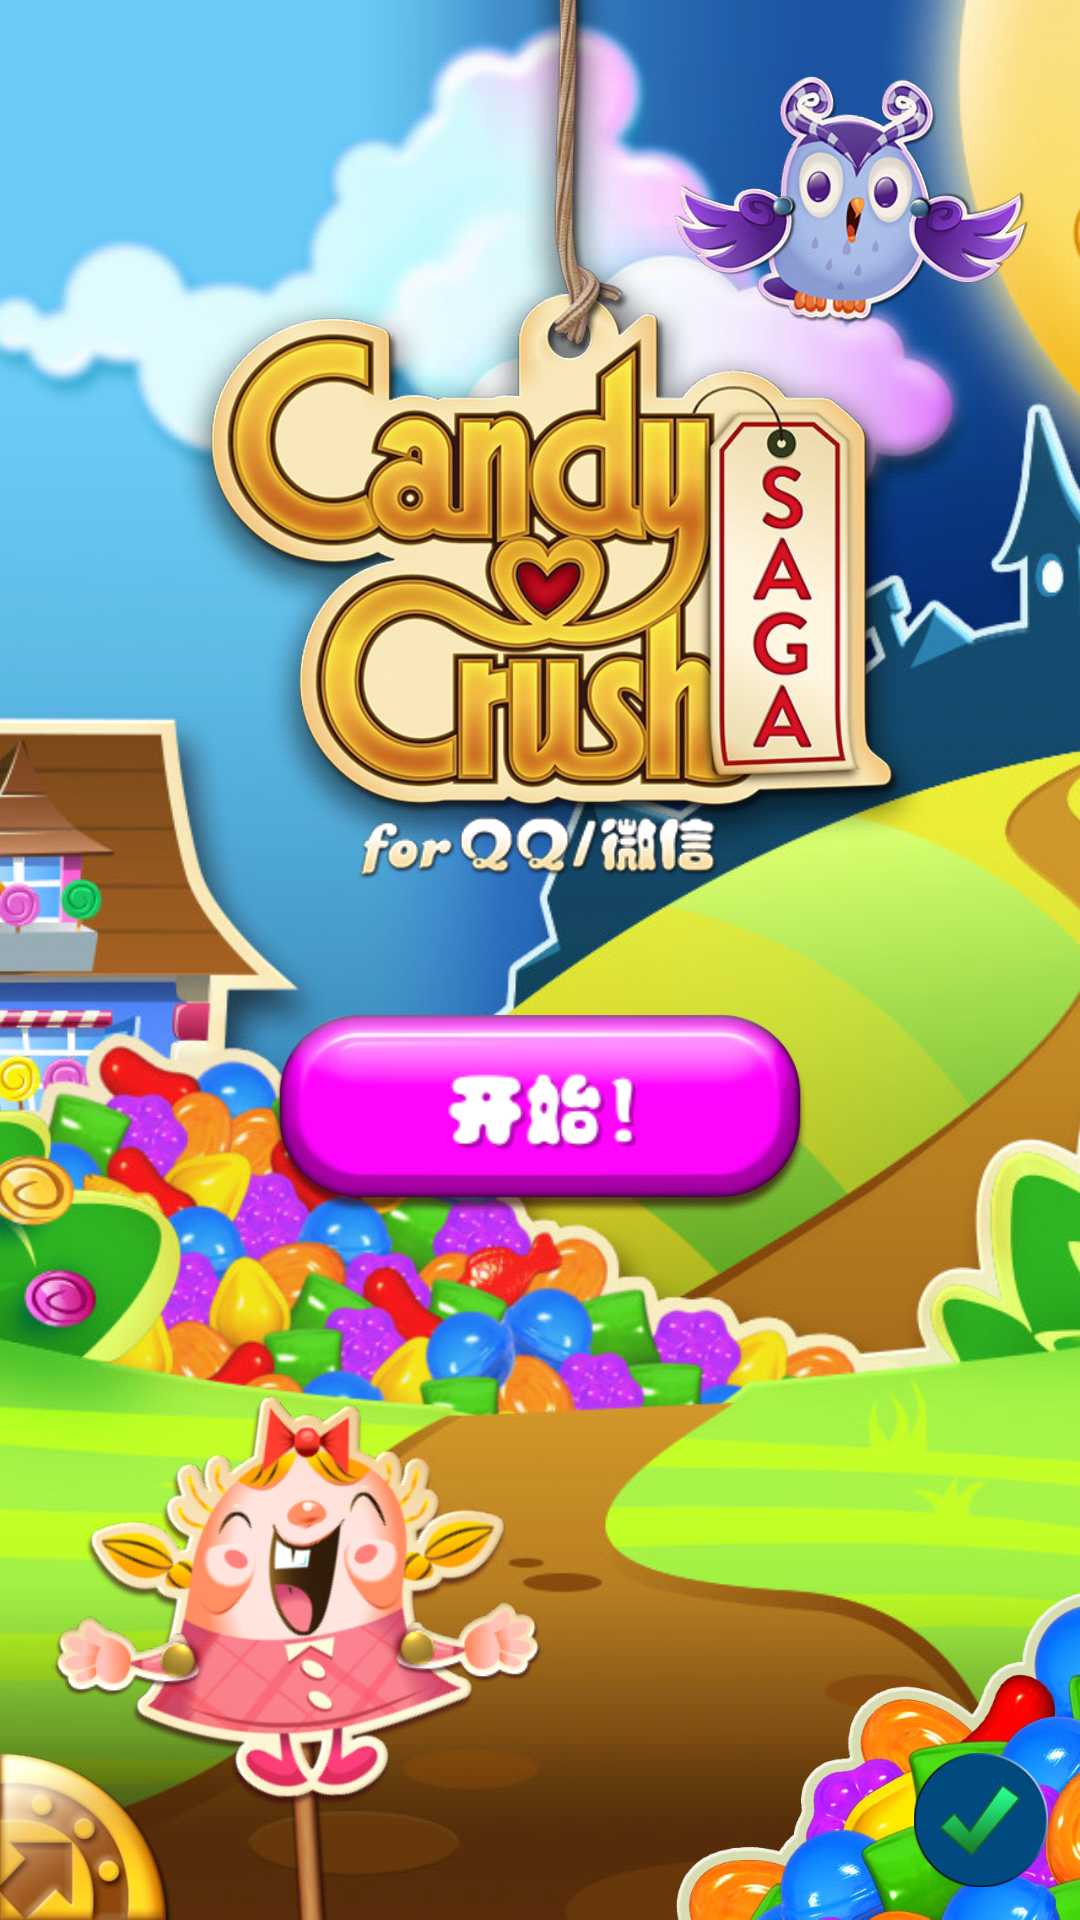 Candy
Crush
SAGA
for QQ/微信
开始!